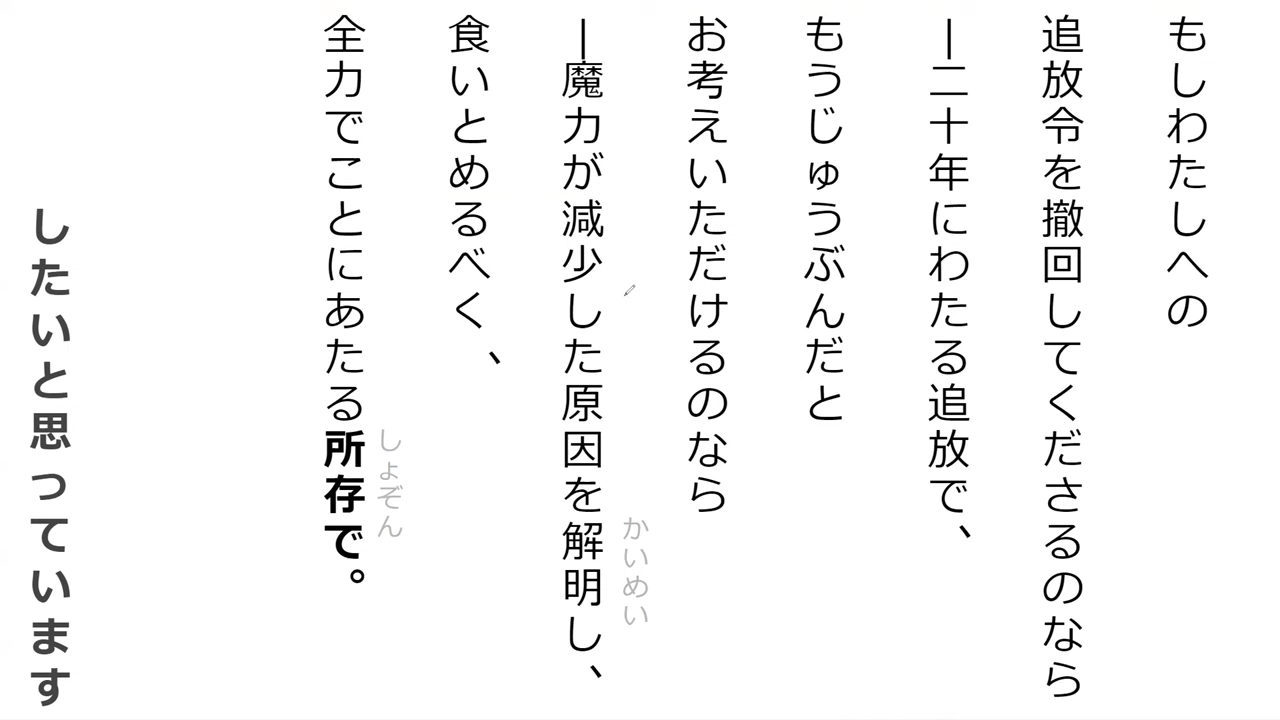 もしわたしへの
追放令を撤回してくださるのなら
―二十年にわたる追放で、
もうじゅうぶんだと
お考えいただけるのなら
かいめい
―魔力が減少した原因を解明し、
食いとめるべく、
しょぞん
全力でことにあたる所存で。
したいと思っています